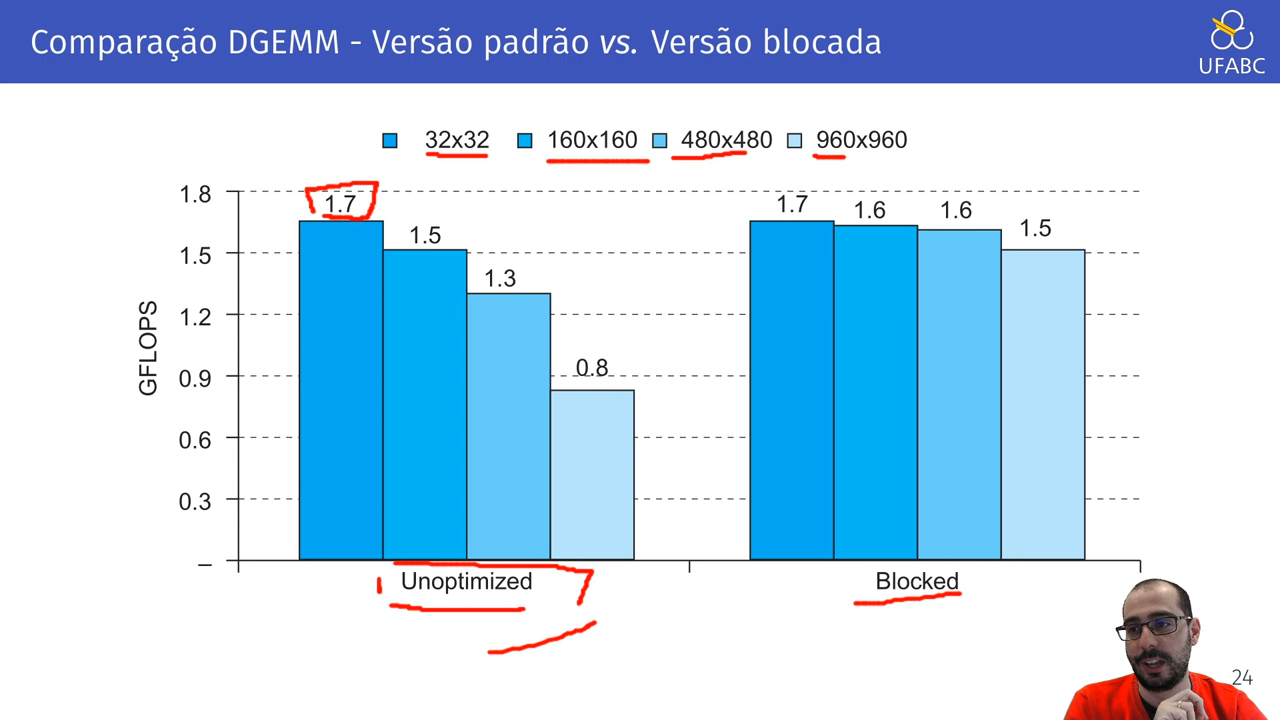 Comparação DGEMM - Versão padrão vs. Versão blocada
UFABC
32x32 160x160 480x480 960x960
GFLOPS
1.8
1.5
1.2
0.9
0.6
0.3
–
1.7
1.5
1.3
0.8
1.7
1.6
1.6
1.5
Unoptimized
Blocked
24